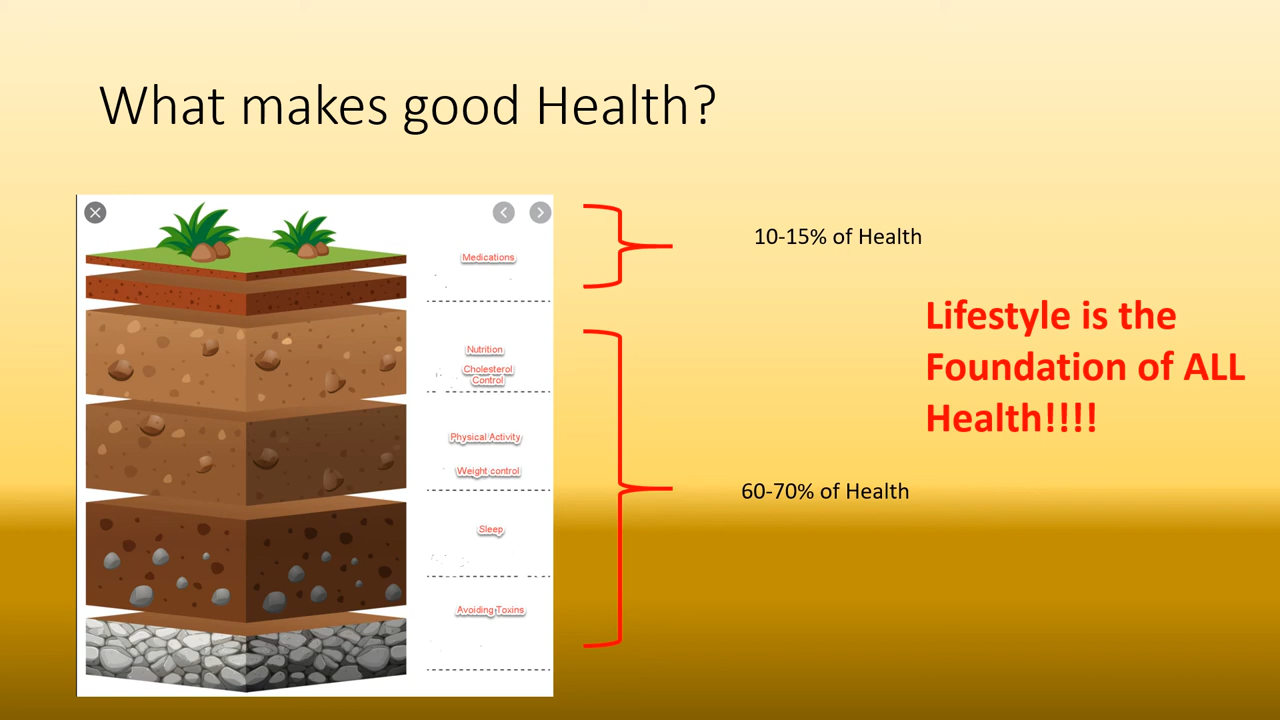 What makes good Health?
Medications
10-15% of Health
Nutrition
Cholesterol
Control
Physical Activity
Weight control
Sleep
Avoiding Toxins
60-70% of Health
Lifestyle is the
Foundation of ALL
Health!!!!